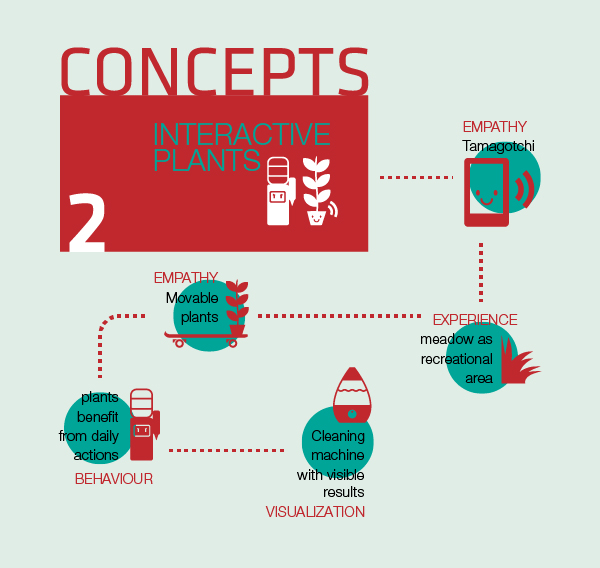 CONCEPTS
INTERACTIVE
PLANTS
2
EMPATHY
Tamagotchi
EXPERIENCE
meadow as
recreational
area
EMPATHY
Movable
plants
plants
benefit
from daily
actions
BEHAVIOUR
Cleaning
machine
with visible
results
VISUALIZATION